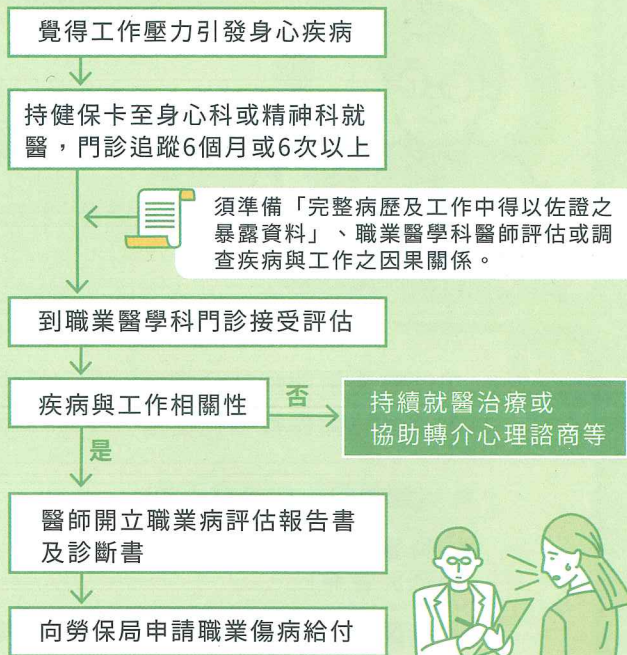 覺得工作壓力引發身心疾病
持健保卡至身心科或精神科就
醫，門診追蹤6個月或6次以上
須準備「完整病歷及工作中得以佐證之
暴露資料」、職業醫學科醫師評估或調
查疾病與工作之因果關係。
到職業醫學科門診接受評估
疾病與工作相關性
否
持續就醫治療或
協助轉介心理諮商等
是
醫師開立職業病評估報告書
及診斷書
向勞保局申請職業傷病給付